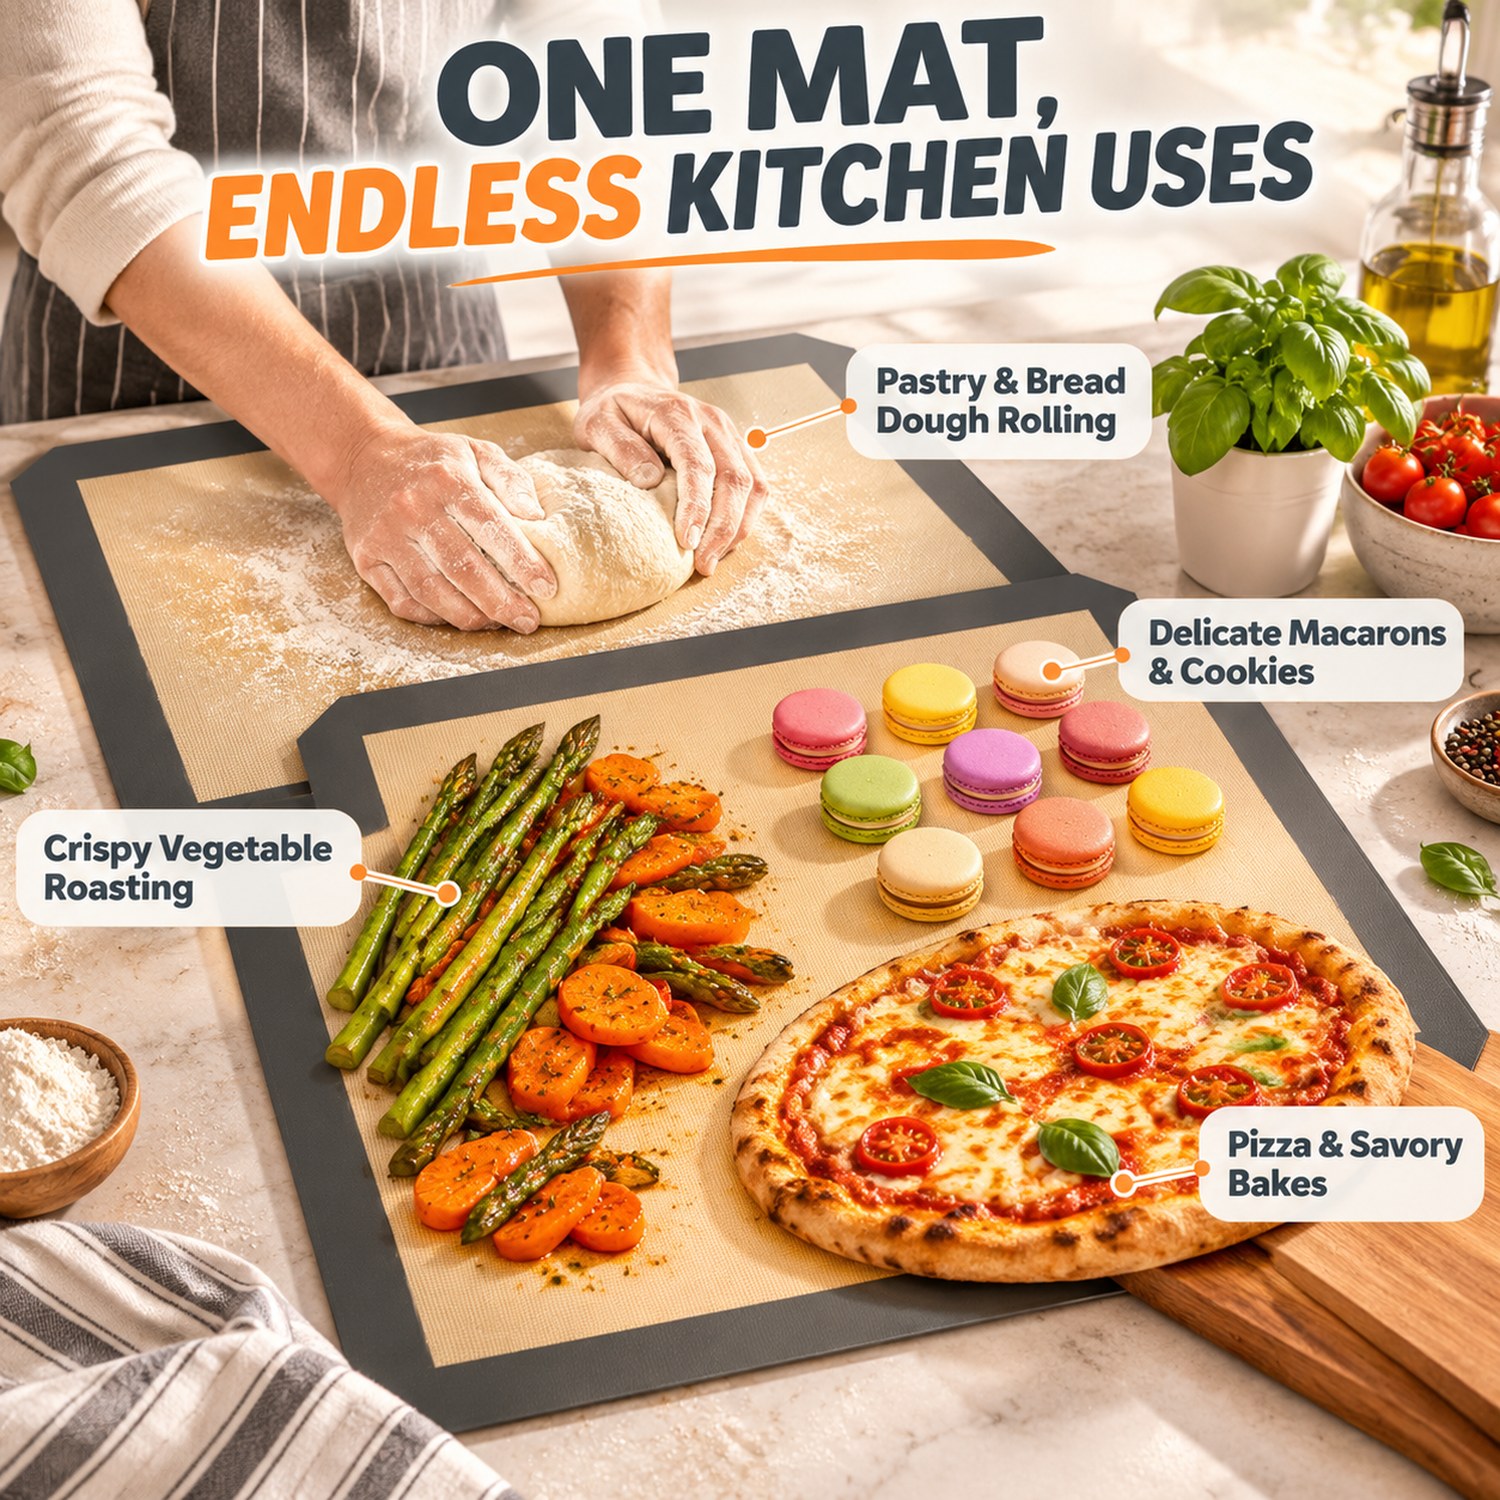 ONE MAT,
ENDLESS KITCHEN USES
Pastry & Bread
Dough Rolling
Delicate Macarons
& Cookies
Crispy Vegetable
Roasting
Pizza & Savory
Bakes